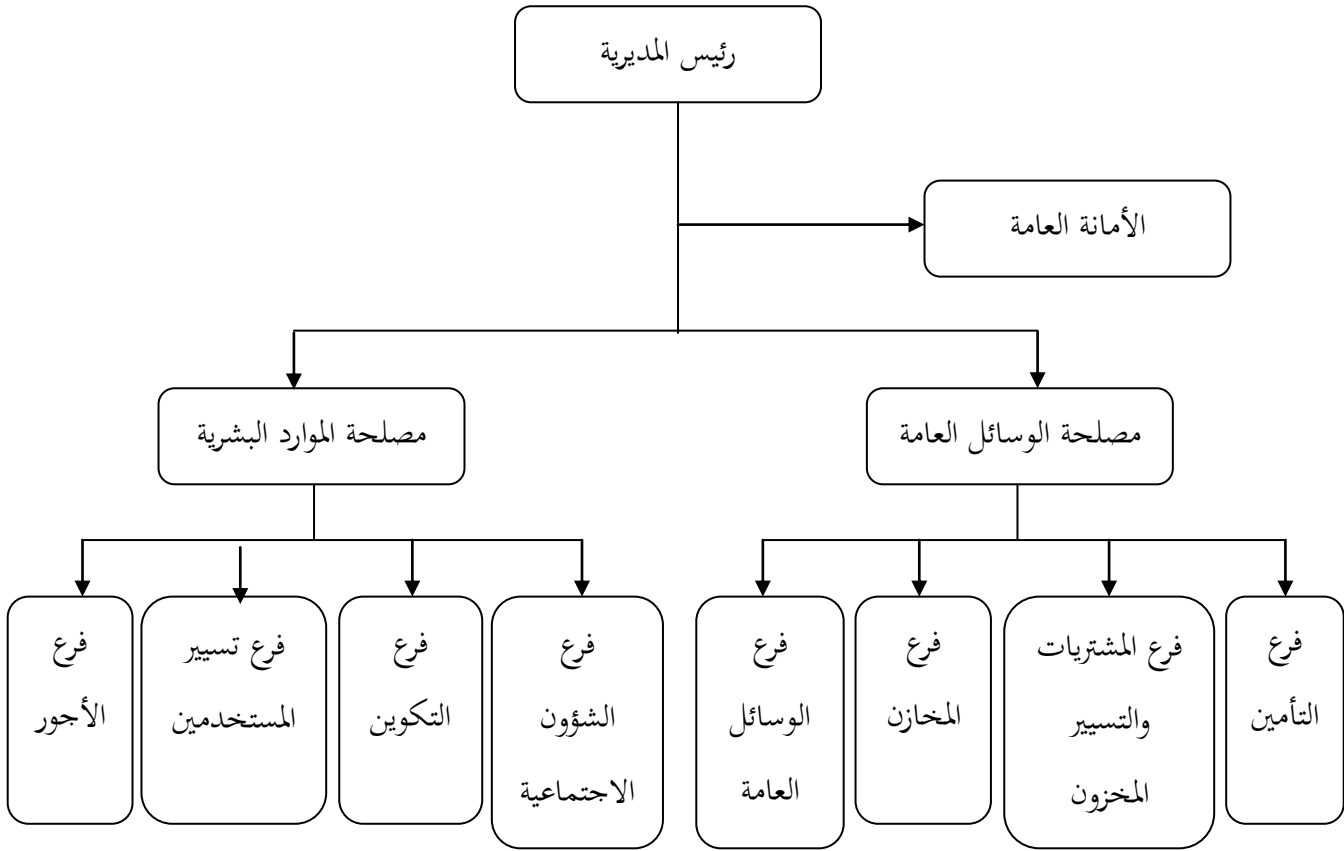 رئيس المديرية
الأمانة العامة
مصلحة الوسائل العامة
مصلحة الموارد البشرية
فرع
التأمين
فرع المشتريات
والتسيير
المخزون
فرع
المخازن
فرع
الوسائل
العامة
فرع
الشؤون
الاجتماعية
فرع
التكوين
فرع تسيير
المستخدمين
فرع
الأجور